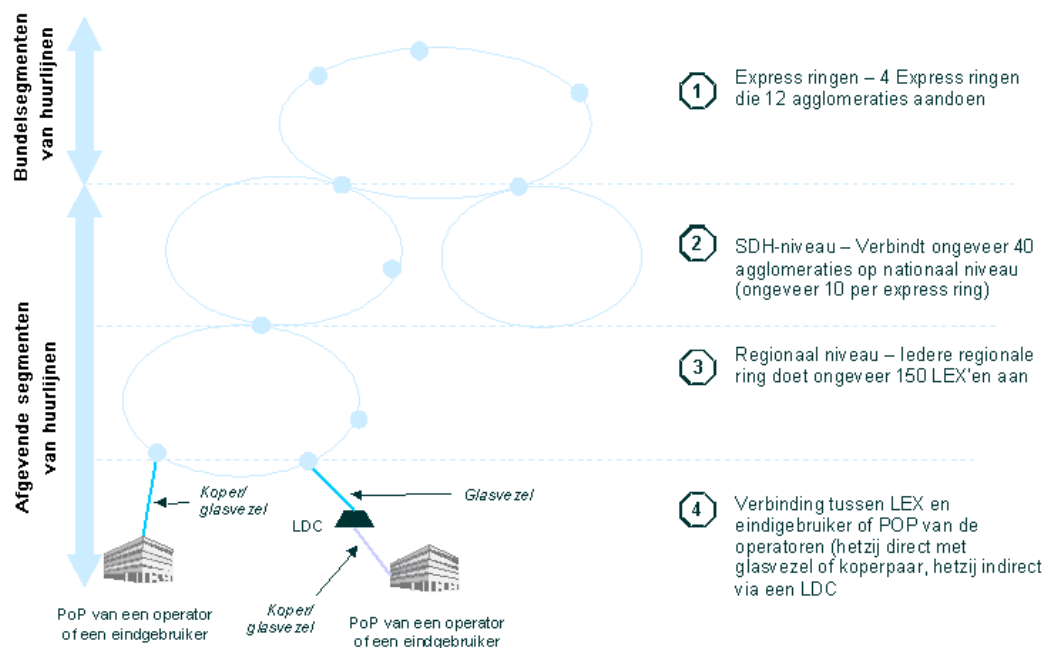 Bundelsegmenten
van huurlijnen
1
Express ringen – 4 Express ringen
die 12 agglomeraties aandoen
Afgevende segmenten
van huurlijnen
2
SDH-niveau – Verbindt ongeveer 40
agglomeraties op nationaal niveau
(ongeveer 10 per express ring)
3
Regionaal niveau – Iedere regionale
ring doet ongeveer 150 LEX'en aan
Koper/
glasvezel
Glasvezel
LDC
4
Verbinding tussen LEX en
eindigebruiker of POP van de
operatoren (hetzij direct met
glasvezel of koperpaar, hetzij indirect
via een LDC
Koper/
glasvezel
PoP van een operator
of een eindgebruiker
PoP van een operator
of een eindgebruiker